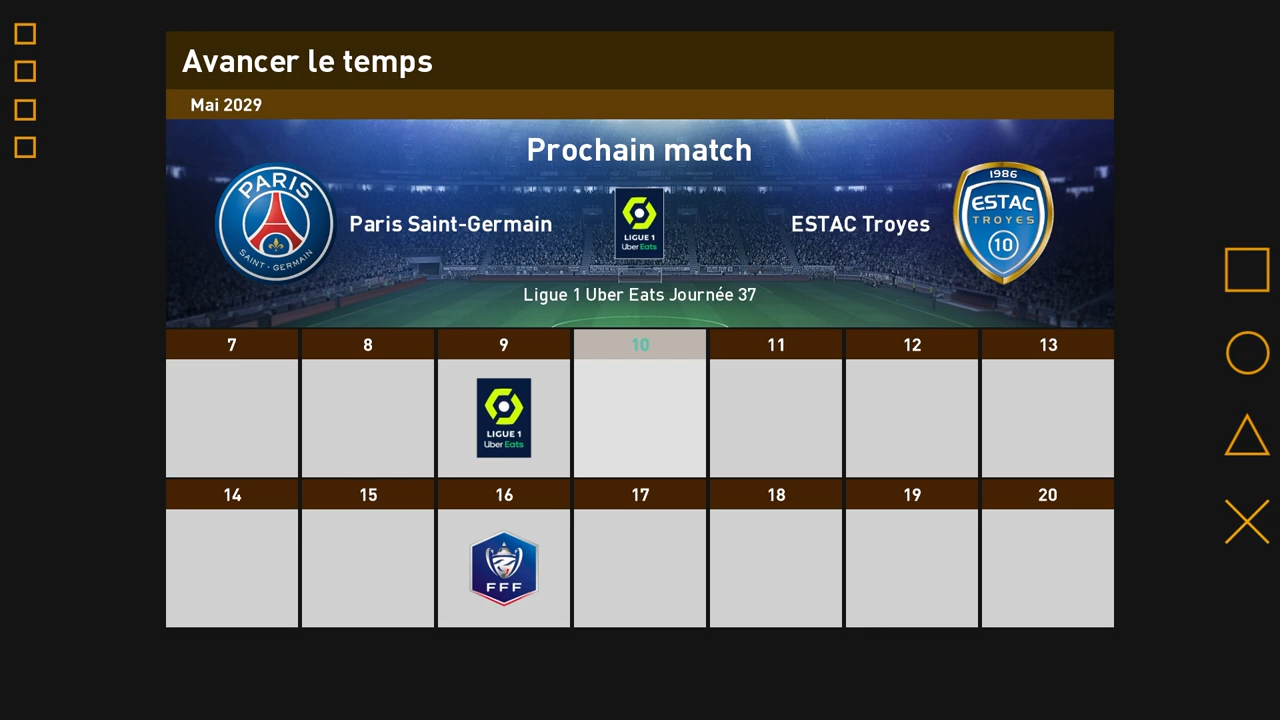 Avancer le temps
Mai 2029
Prochain match
PARIS
SAINT-GERMAIN
Paris Saint-Germain
LIGUE 1
Uber Eats
ESTAC Troyes
1986
ESTAC
TROYES
10
Ligue 1 Uber Eats Journée 37
7 8 9 10 11 12 13
LIGUE 1
Uber Eats
14 15 16 17 18 19 20
FFF